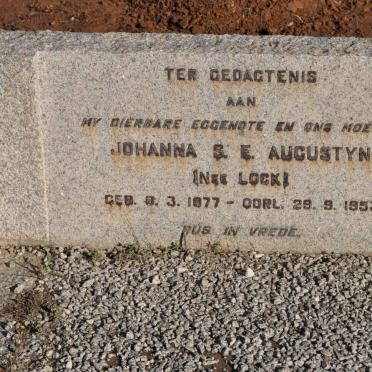 TER GEDAGTENIS
AAN
MY DIERBARE EGGENOTE EN ONS MOE
JOHANNA S. E. AUGUSTYN
(NEE LOCK)
GEB. 8. 3. 1877 - OORL. 29. 9. 195
RUS IN VREDE.